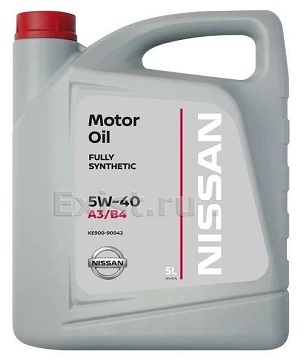 Motor
Oil
FULLY
SYNTHETIC
5W-40
A3/B4
KE900-90042
NISSAN
NISSAN
5L
Exist.ru